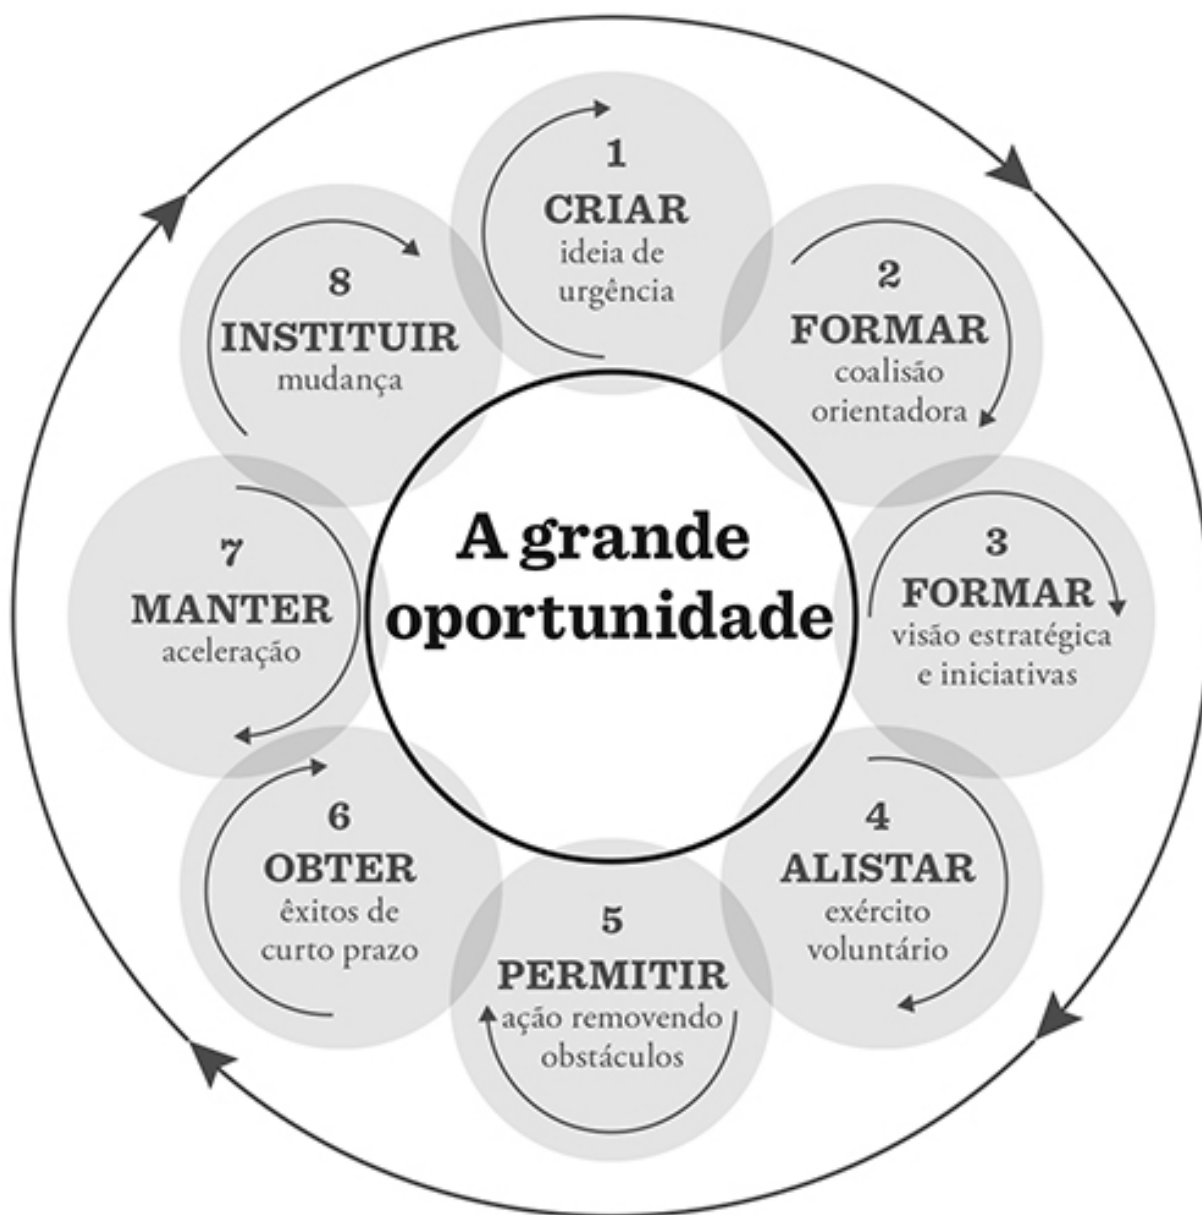 1
CRIAR
ideia de
urgência
2
FORMAR
coalisão
orientadora
3
FORMAR
visão estratégica
e iniciativas
4
ALISTAR
exército
voluntário
5
PERMITIR
ação removendo
obstáculos
6
OBTER
êxitos de
curto prazo
7
MANTER
aceleração
8
INSTITUIR
mudança
A grande
oportunidade